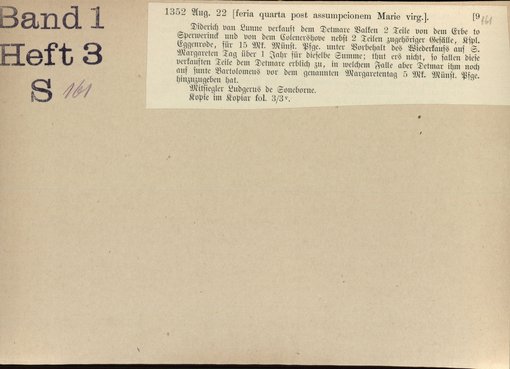 Band 1
Heft 3
S 161
1352 Aug. 22 [feria quarta post assumpcionem Marie virg.]. [9
161
Diderich van Lunne verkauft dem Detmare Valken 2 Teile von dem Erbe to
Sperwerinck und von dem Colenershove nebst 2 Teilen zugehöriger Gefälle, Kspl.
Eggenrode, für 15 Mk. Münst. Pfge. unter Vorbehalt des Wiederkaufs auf S.
Margareten Tag über 1 Jahr für dieselbe Summe; thut ers nicht, so fallen diese
verkauften Teile dem Detmare erblich zu, in welchem Falle aber Detmar ihm noch
auf sunte Bartolomeus vor dem genannten Margaretentag 5 Mk. Münst. Pfge.
hinzuzugeben hat.
Mitsiegler Ludgerus de Soneborne.
Kopie im Kopiar fol. 3/3v.